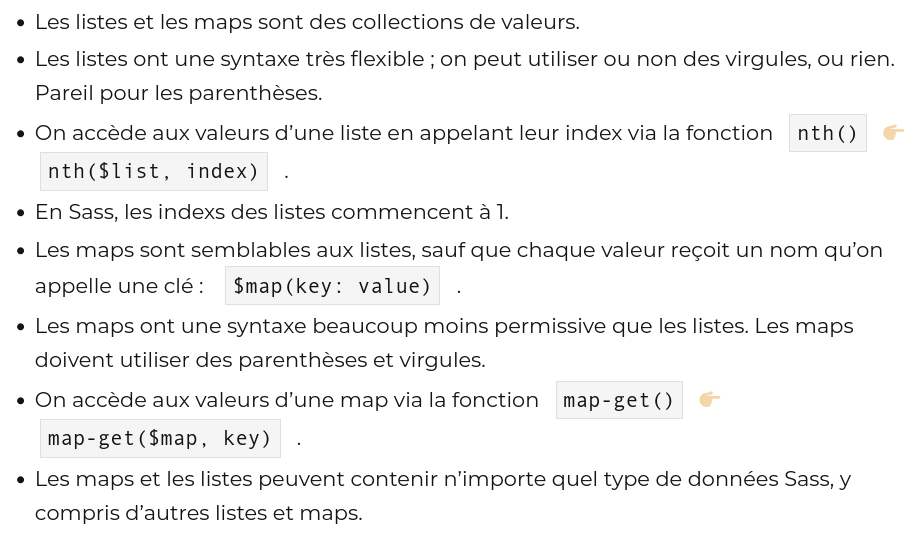 • Les listes et les maps sont des collections de valeurs.
• Les listes ont une syntaxe très flexible ; on peut utiliser ou non des virgules, ou rien.
Pareil pour les parenthèses.
• On accède aux valeurs d’une liste en appelant leur index via la fonction nth() 👉
nth($list, index) .
• En Sass, les indexs des listes commencent à 1.
• Les maps sont semblables aux listes, sauf que chaque valeur reçoit un nom qu’on
appelle une clé : $map(key: value) .
• Les maps ont une syntaxe beaucoup moins permissive que les listes. Les maps
doivent utiliser des parenthèses et virgules.
• On accède aux valeurs d’une map via la fonction map-get() 👉
map-get($map, key) .
• Les maps et les listes peuvent contenir n’importe quel type de données Sass, y
compris d’autres listes et maps.